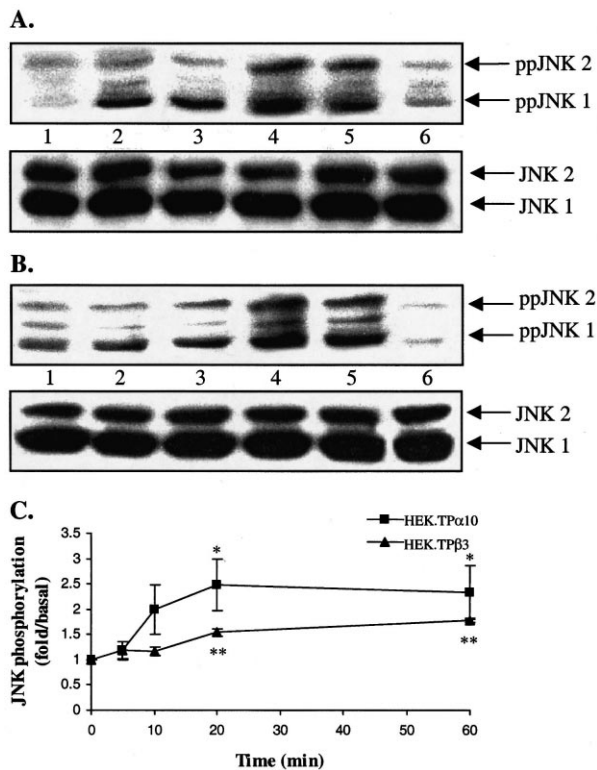 A.
ppJNK 2
ppJNK 1
1 2 3 4 5 6
JNK 2
JNK 1
B.
ppJNK 2
ppJNK 1
1 2 3 4 5 6
JNK 2
JNK 1
C.
JNK phosphorylation
(fold/basal)
3.5
3
2.5
2
1.5
1
0.5
0
HEK.TPα10
HEK.TPβ3
*
*
**
**
0 10 20 30 40 50 60
Time (min)